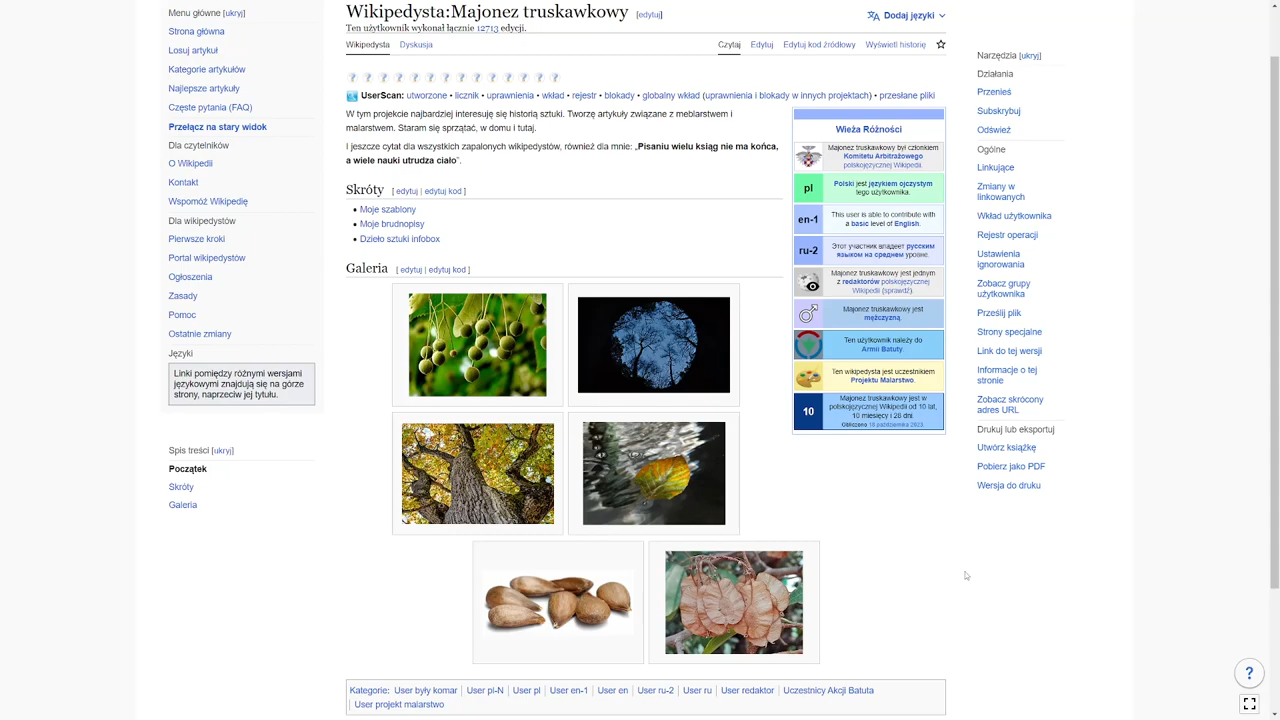 Menu główne [ukryj]
Strona główna
Losuj artykuł
Kategorie artykułów
Najlepsze artykuły
Częste pytania (FAQ)
Przełącz na stary widok
Dla czytelników
O Wikipedii
Kontakt
Wspomóż Wikipedię
Dla wikipedystów
Pierwsze kroki
Portal wikipedystów
Ogłoszenia
Zasady
Pomoc
Ostatnie zmiany
Języki
Linki pomiędzy różnymi wersjami
językowymi znajdują się na górze
strony, naprzeciw jej tytułu.
Spis treści [ukryj]
Początek
Skróty
Galeria
Wikipedysta:Majonez truskawkowy [edytuj]
Dodaj języki
Ten użytkownik wykonał łącznie 12713 edycji.
Wikipedysta Dyskusja
Czytaj Edytuj Edytuj kod źródłowy Wyświetl historię
UserScan: utworzone • licznik • uprawnienia • wkład • rejestr • blokady • globalny wkład (uprawnienia i blokady w innych projektach) • przesłane pliki
W tym projekcie najbardziej interesuję się historią sztuki. Tworzę artykuły związane z meblarstwem i
malarstwem. Staram się sprzątać, w domu i tutaj.
I jeszcze cytat dla wszystkich zapalonych wikipedystów, również dla mnie: „Pisaniu wielu ksiąg nie ma końca,
a wiele nauki utrudza ciało".
Skróty [ edytuj | edytuj kod ]
Moje szablony
Moje brudnopisy
Dzieło sztuki infobox
Galeria [ edytuj | edytuj kod ]
Wieża Różności
Majonez truskawkowy był członkiem
Komitetu Arbitrażowego
polskojęzycznej Wikipedii.
pl
Polski jest językiem ojczystym
tego użytkownika.
en-1
This user is able to contribute with
a basic level of English.
ru-2
Этот участник владеет русским
языком на среднем уровне.
Majonez truskawkowy jest jednym
z redaktorów polskojęzycznej
Wikipedii (sprawdź).
Majonez truskawkowy jest
mężczyzną.
Ten użytkownik należy do
Armii Batuty.
Ten wikipedysta jest uczestnikiem
Projektu Malarstwo.
10
Majonez truskawkowy jest w
polskojęzycznej Wikipedii od 10 lat,
10 miesięcy i 28 dni
Obliczono 16 października 2023.
Kategorie: User były komar | User pl-N | User pl | User en-1 | User en | User ru-2 | User ru | User redaktor | Uczestnicy Akcji Batuta
| User projekt malarstwo
Narzędzia [ukryj]
Działania
Przenieś
Subskrybuj
Odśwież
Ogólne
Linkujące
Zmiany w
linkowanych
Wkład użytkownika
Rejestr operacji
Ustawienia
ignorowania
Zobacz grupy
użytkownika
Prześlij plik
Strony specjalne
Link do tej wersji
Informacje o tej
stronie
Zobacz skrócony
adres URL
Drukuj lub eksportuj
Utwórz książkę
Pobierz jako PDF
Wersja do druku
?